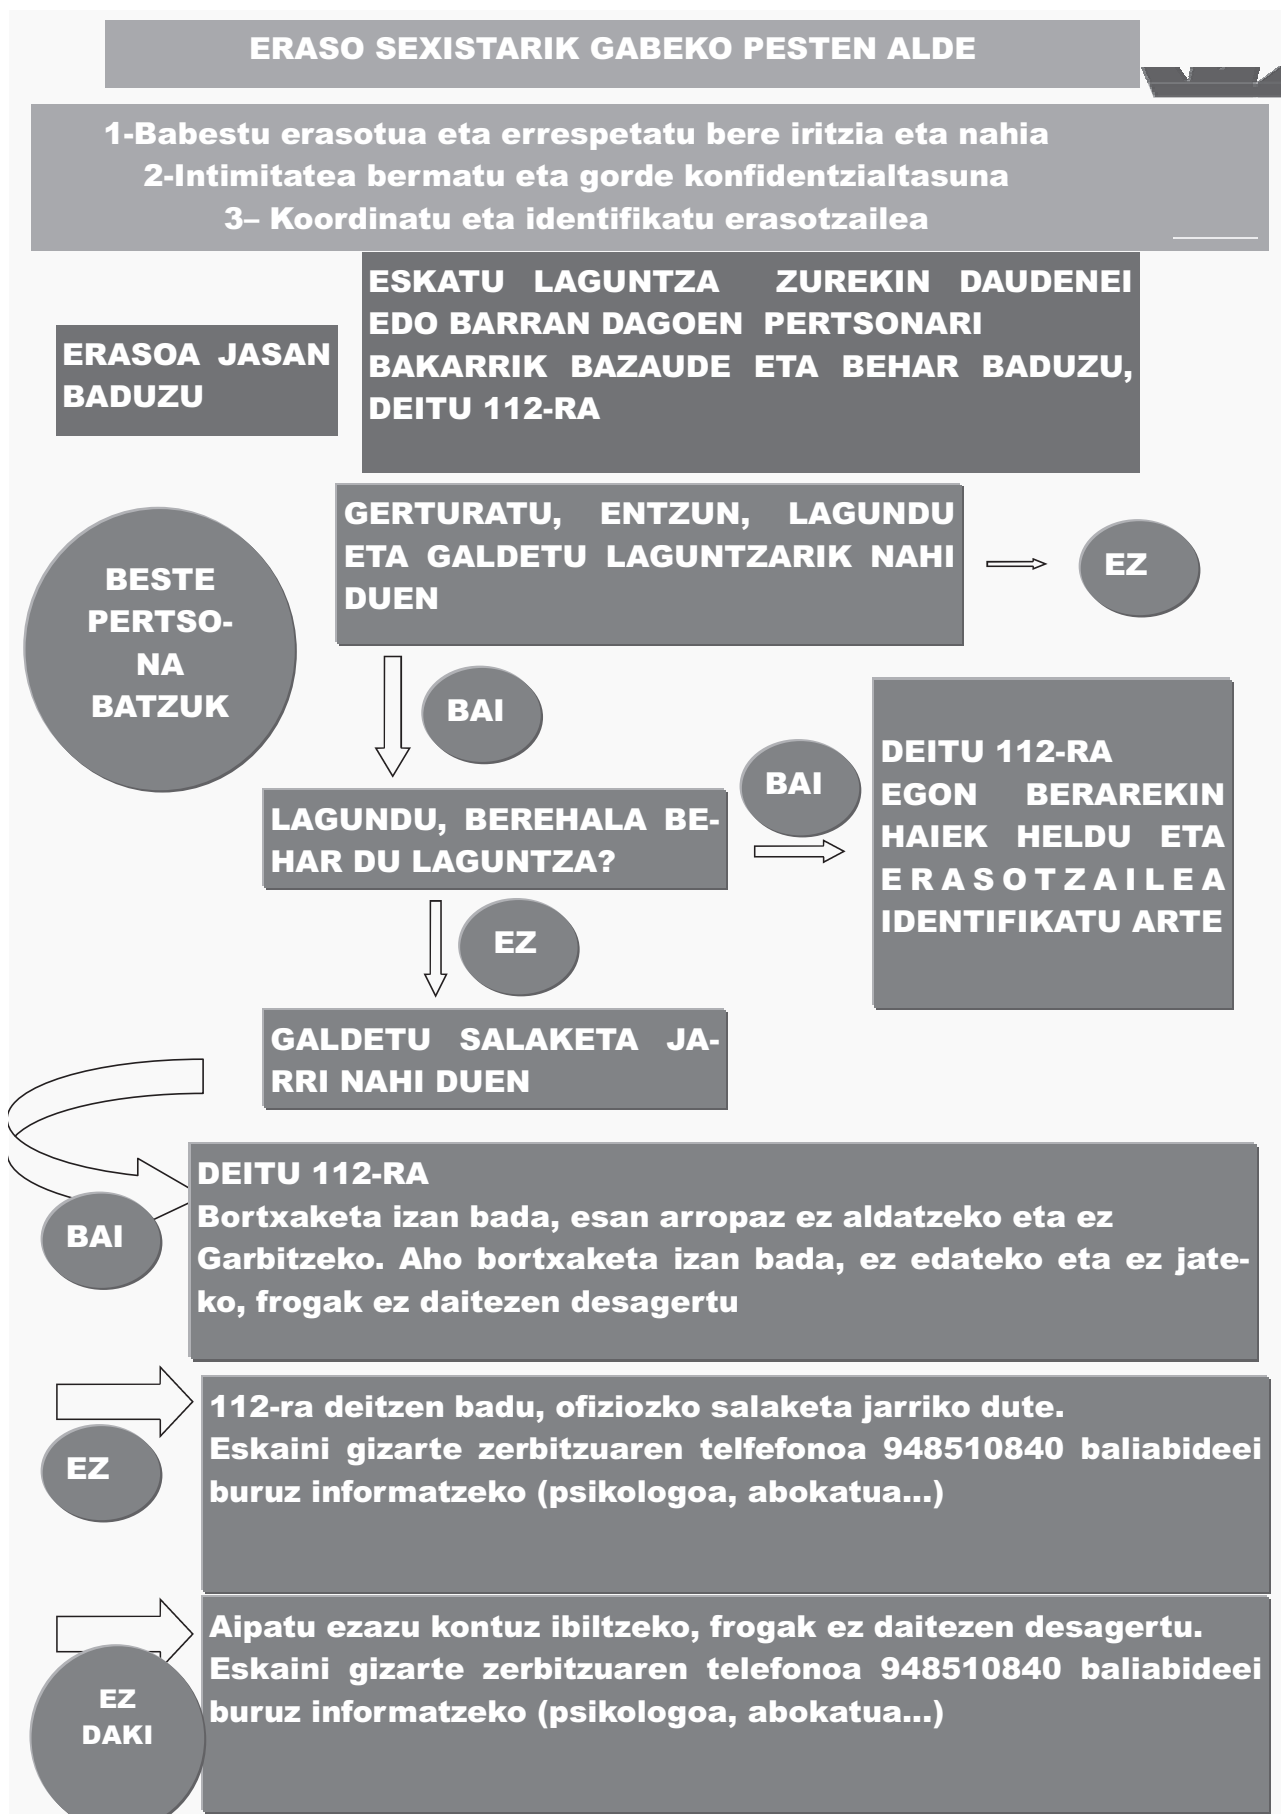 ERASO SEXISTARIK GABEKO PESTEN ALDE
1-Babestu erasotua eta errespetatu bere iritzia eta nahia
2-Intimitatea bermatu eta gorde konfidentzialtasuna
3– Koordinatu eta identifikatu erasotzailea
ESKATU LAGUNTZA ZUREKIN DAUDENEI
EDO BARRAN DAGOEN PERTSONARI
BAKARRIK BAZAUDE ETA BEHAR BADUZU,
DEITU 112-RA
ERASOA JASAN
BADUZU
GERTURATU, ENTZUN, LAGUNDU
ETA GALDETU LAGUNTZARIK NAHI
DUEN
EZ
BESTE
PERTSO-
NA
BATZUK
BAI
LAGUNDU, BEREHALA BE-
HAR DU LAGUNTZA?
BAI
DEITU 112-RA
EGON BERAREKIN
HAIEK HELDU ETA
ERASOTZAILEA
IDENTIFIKATU ARTE
EZ
GALDETU SALAKETA JA-
RRI NAHI DUEN
BAI
DEITU 112-RA
Bortxaketa izan bada, esan arropaz ez aldatzeko eta ez
Garbitzeko. Aho bortxaketa izan bada, ez edateko eta ez jate-
ko, frogak ez daitezen desagertu
EZ
112-ra deitzen badu, ofiziozko salaketa jarriko dute.
Eskaini gizarte zerbitzuaren telfefonoa 948510840 baliabideei
buruz informatzeko (psikologoa, abokatua...)
EZ
DAKI
Aipatu ezazu kontuz ibiltzeko, frogak ez daitezen desagertu.
Eskaini gizarte zerbitzuaren telefonoa 948510840 baliabideei
buruz informatzeko (psikologoa, abokatua...)